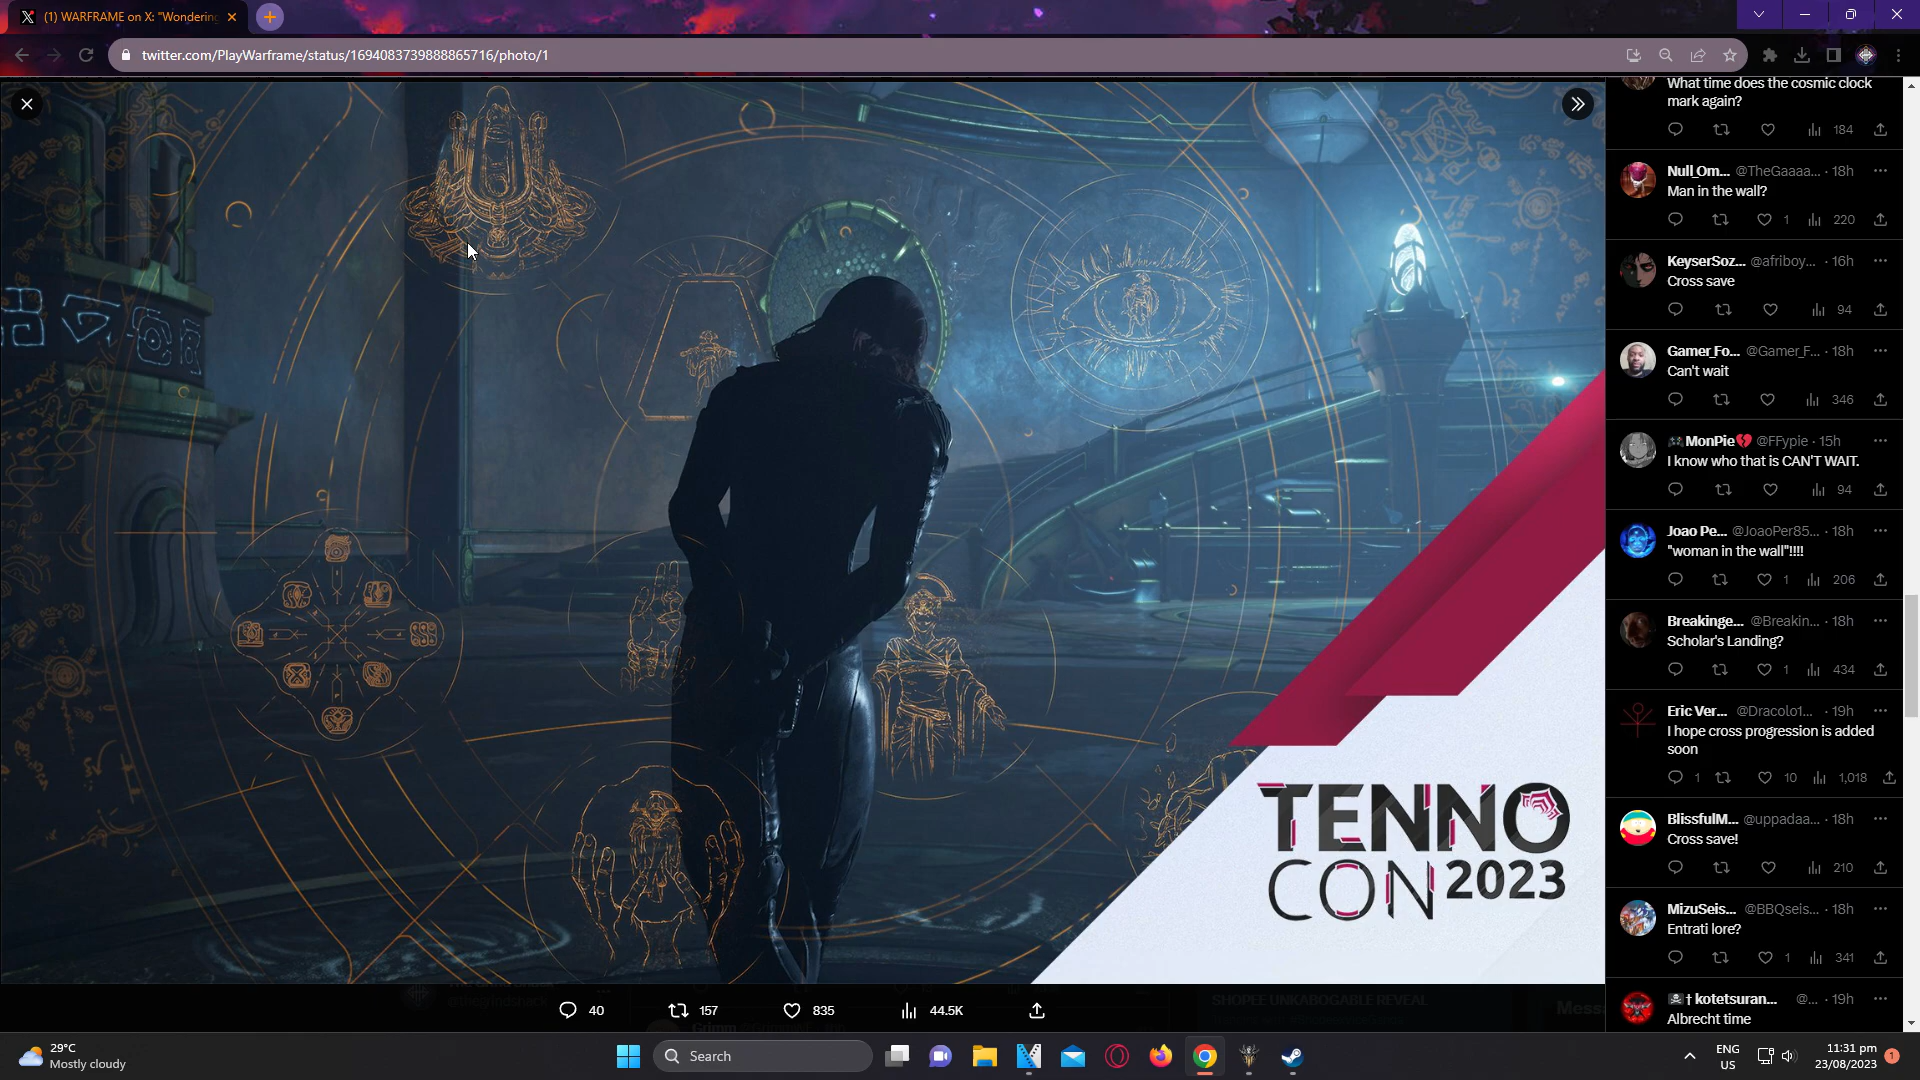 (1) WARFRAME on X: "Wondering
twitter.com/PlayWarframe/status/1694083739888865716/photo/1
What time does the cosmic clock
mark again?
184
Null_Om... @TheGaaaa... · 18h
Man in the wall?
1 220
KeyserSoz... @afriboy... · 16h
Cross save
94
Gamer_Fo... @Gamer_F... · 18h
Can't wait
346
🎮MonPie💔 @FFypie · 15h
I know who that is CAN'T WAIT.
94
Joao Pe... @JoaoPer85... · 18h
"woman in the wall"!!!!
1 206
Breakinge... @Breakin... · 18h
Scholar's Landing?
1 434
Eric Ver... @Dracolo1... · 19h
I hope cross progression is added
soon
1 10 1,018
BlissfulM... @uppadaa... · 18h
Cross save!
210
MizuSeis... @BBQseis... · 18h
Entrati lore?
1 341
☠️† kotetsuran... @... · 19h
Albrecht time
TENNO
CON 2023
SHOPEE UNKABOGABLE REVEAL
40 157 835 44.5K
29°C
Mostly cloudy
Search
ENG
US
11:31 pm
23/08/2023
1